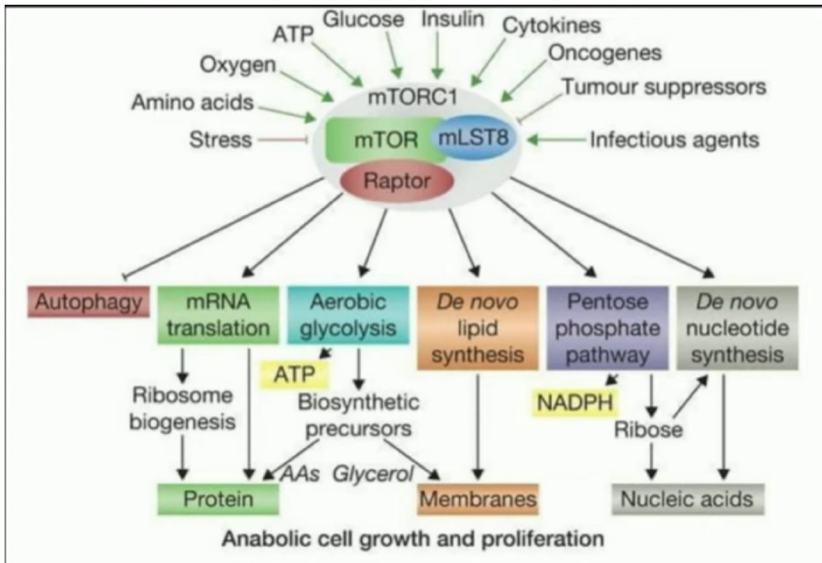 Glucose
Insulin
Cytokines
ATP
Oncogenes
Oxygen
Tumour suppressors
mTORC1
Amino acids
mTOR
mLST8
Stress
Infectious agents
Raptor
Autophagy
mRNA
translation
Aerobic
glycolysis
De novo
lipid
synthesis
Pentose
phosphate
pathway
De novo
nucleotide
synthesis
ATP
NADPH
Ribosome
biogenesis
Biosynthetic
precursors
Ribose
AAs Glycerol
Protein
Membranes
Nucleic acids
Anabolic cell growth and proliferation